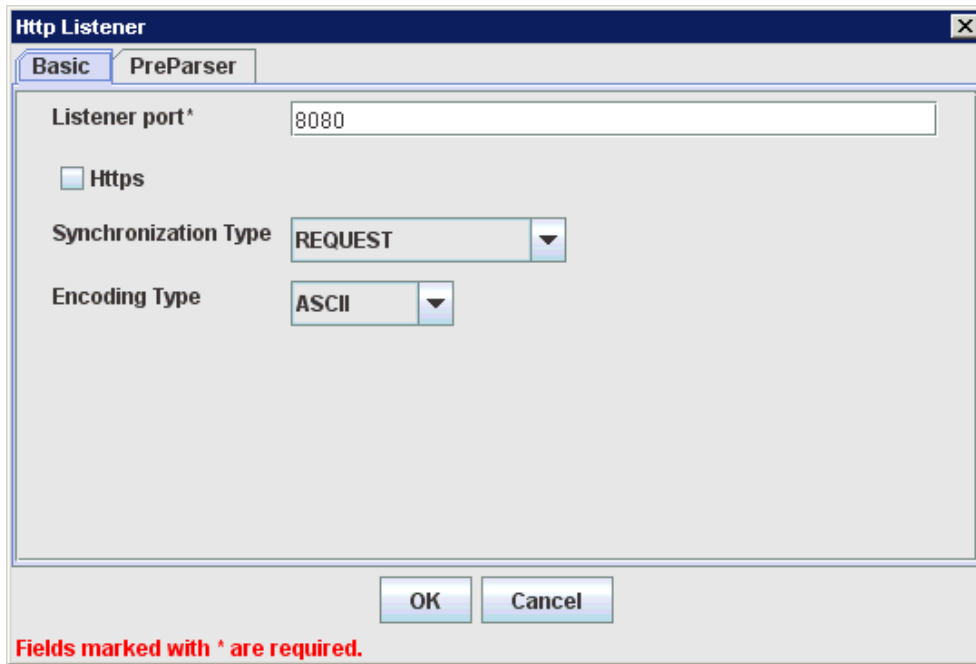 Http Listener
Basic PreParser
Listener port* 8080
Https
Synchronization Type REQUEST
Encoding Type ASCII
OK Cancel
Fields marked with * are required.